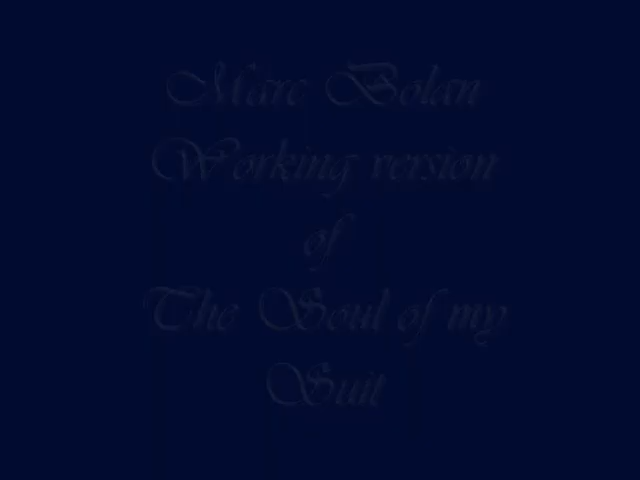 Marc Bolan
Working version
of
The Soul of my
Suit